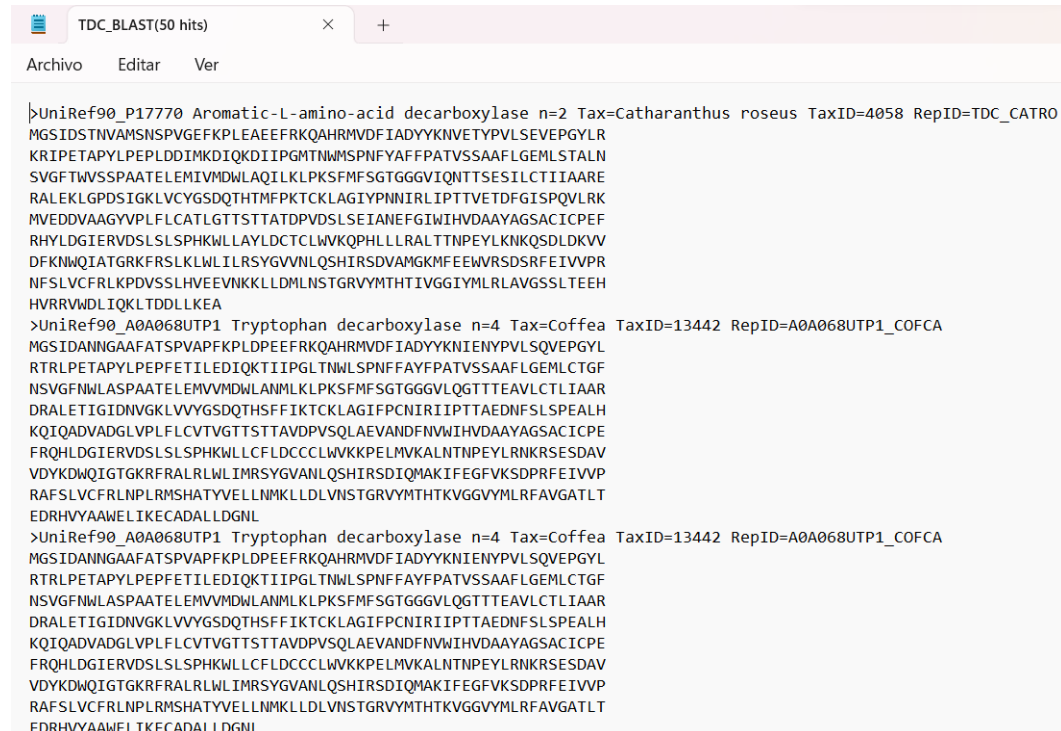 TDC_BLAST(50 hits)
Archivo Editar Ver
>UniRef90_P17770 Aromatic-L-amino-acid decarboxylase n=2 Tax=Catharanthus roseus TaxID=4058 RepID=TDC_CATRO
MGSIDSTNVAMSNSPVGEFKPLEAEEFRKQAHRMVDFIADYYKNVETYPVLSEVEPGYLR
KRIPETAPYLPEPLDDIMKDIQKDIIPGMTNWMSPNFYAFFPATVSSAAFLGEMLSTALN
SVGFTWVSSPAATELEMIVMDWLAQILKLPKSFMFSGTGGGVIQNTTSESILCTIIAARE
RALEKLGPDSIGKLVCYGSDQTHTMFPKTCKLAGIYPNNIRLIPTTVETDFGISPQVLRK
MVEDDVAAGYVPLFLCATLGTTSTTATDPVDSLSEIANEFGIWIHVDAAYAGSACICPEF
RHYLDGIERVDSLSLSPHKWLLAYLDCTCLWVKQPHLLLRALTTNPEYLKNKQSDLDKVV
DFKNWQIATGRKFRSLKLWLILRSYGVVNLQSHIRSDVAMGKMFEEWVRSDSRFEIVVPR
NFSLVCFRLKPDVSSLHVEEVNKKLLDMLNSTGRVYMTHTIVGGIYMLRLAVGSSLTEEH
HVRRVWDLIQKLTDDLLKEA
>UniRef90_A0A068UTP1 Tryptophan decarboxylase n=4 Tax=Coffea TaxID=13442 RepID=A0A068UTP1_COFCA
MGSIDANNGAAFATSPVAPFKPLDPEEFRKQAHRMVDFIADYYKNIENYPVLSQVEPGYL
RTRLPETAPYLPEPFETILEDIQKTIIPGLTNWLSPNFFAYFPATVSSAAFLGEMLCTGF
NSVGFNWLASPAATELEMVVMDWLANMLKLPKSFMFSGTGGGVLQGTTTEAVLCTLIAAR
DRALETIGIDNVGKLVVYGSDQTHSFFIKTCKLAGIFPCNIRIIPTTAEDNFSLSPEALH
KQIQADVADGLVPLFLCVTVGTTSTTAVDPVSQLAEVANDFNVWIHVDAAYAGSACICPE
FRQHLDGIERVDSLSLSPHKWLLCFLDCCCLWVKKPELMVKALNTNPEYLRNKRSESDAV
VDYKDWQIGTGKRFRALRLWLIMRSYGVANLQSHIRSDIQMAKIFEGFVKSDPRFEIVVP
RAFSLVCFRLNPLRMSHATYVELLNMKLLDLVNSTGRVYMTHTKVGGVYMLRFAVGATLT
EDRHVYAAWELIKECADALLDGNL
>UniRef90_A0A068UTP1 Tryptophan decarboxylase n=4 Tax=Coffea TaxID=13442 RepID=A0A068UTP1_COFCA
MGSIDANNGAAFATSPVAPFKPLDPEEFRKQAHRMVDFIADYYKNIENYPVLSQVEPGYL
RTRLPETAPYLPEPFETILEDIQKTIIPGLTNWLSPNFFAYFPATVSSAAFLGEMLCTGF
NSVGFNWLASPAATELEMVVMDWLANMLKLPKSFMFSGTGGGVLQGTTTEAVLCTLIAAR
DRALETIGIDNVGKLVVYGSDQTHSFFIKTCKLAGIFPCNIRIIPTTAEDNFSLSPEALH
KQIQADVADGLVPLFLCVTVGTTSTTAVDPVSQLAEVANDFNVWIHVDAAYAGSACICPE
FRQHLDGIERVDSLSLSPHKWLLCFLDCCCLWVKKPELMVKALNTNPEYLRNKRSESDAV
VDYKDWQIGTGKRFRALRLWLIMRSYGVANLQSHIRSDIQMAKIFEGFVKSDPRFEIVVP
RAFSLVCFRLNPLRMSHATYVELLNMKLLDLVNSTGRVYMTHTKVGGVYMLRFAVGATLT
EDRHVYAAWELIKECADALLDGNL